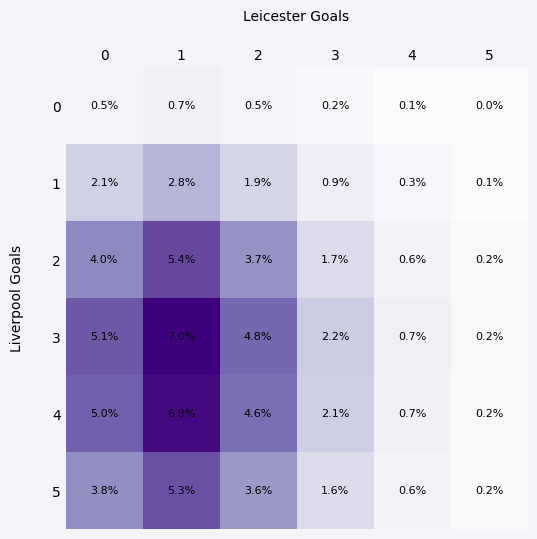 Leicester Goals
0 1 2 3 4 5
0 0.5% 0.7% 0.5% 0.2% 0.1% 0.0%
1 2.1% 2.8% 1.9% 0.9% 0.3% 0.1%
2 4.0% 5.4% 3.7% 1.7% 0.6% 0.2%
Liverpool Goals
3 5.1% 7.0% 4.8% 2.2% 0.7% 0.2%
4 5.0% 6.8% 4.6% 2.1% 0.7% 0.2%
5 3.8% 5.3% 3.6% 1.6% 0.6% 0.2%